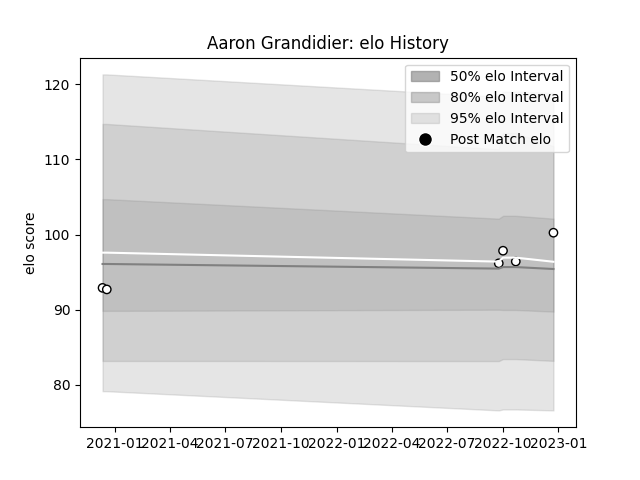 Aaron Grandidier: elo History
50% elo Interval
80% elo Interval
95% elo Interval
Post Match elo
elo score
120
110
100
90
80
2021-01 2021-04 2021-07 2021-10 2022-01 2022-04 2022-07 2022-10 2023-01